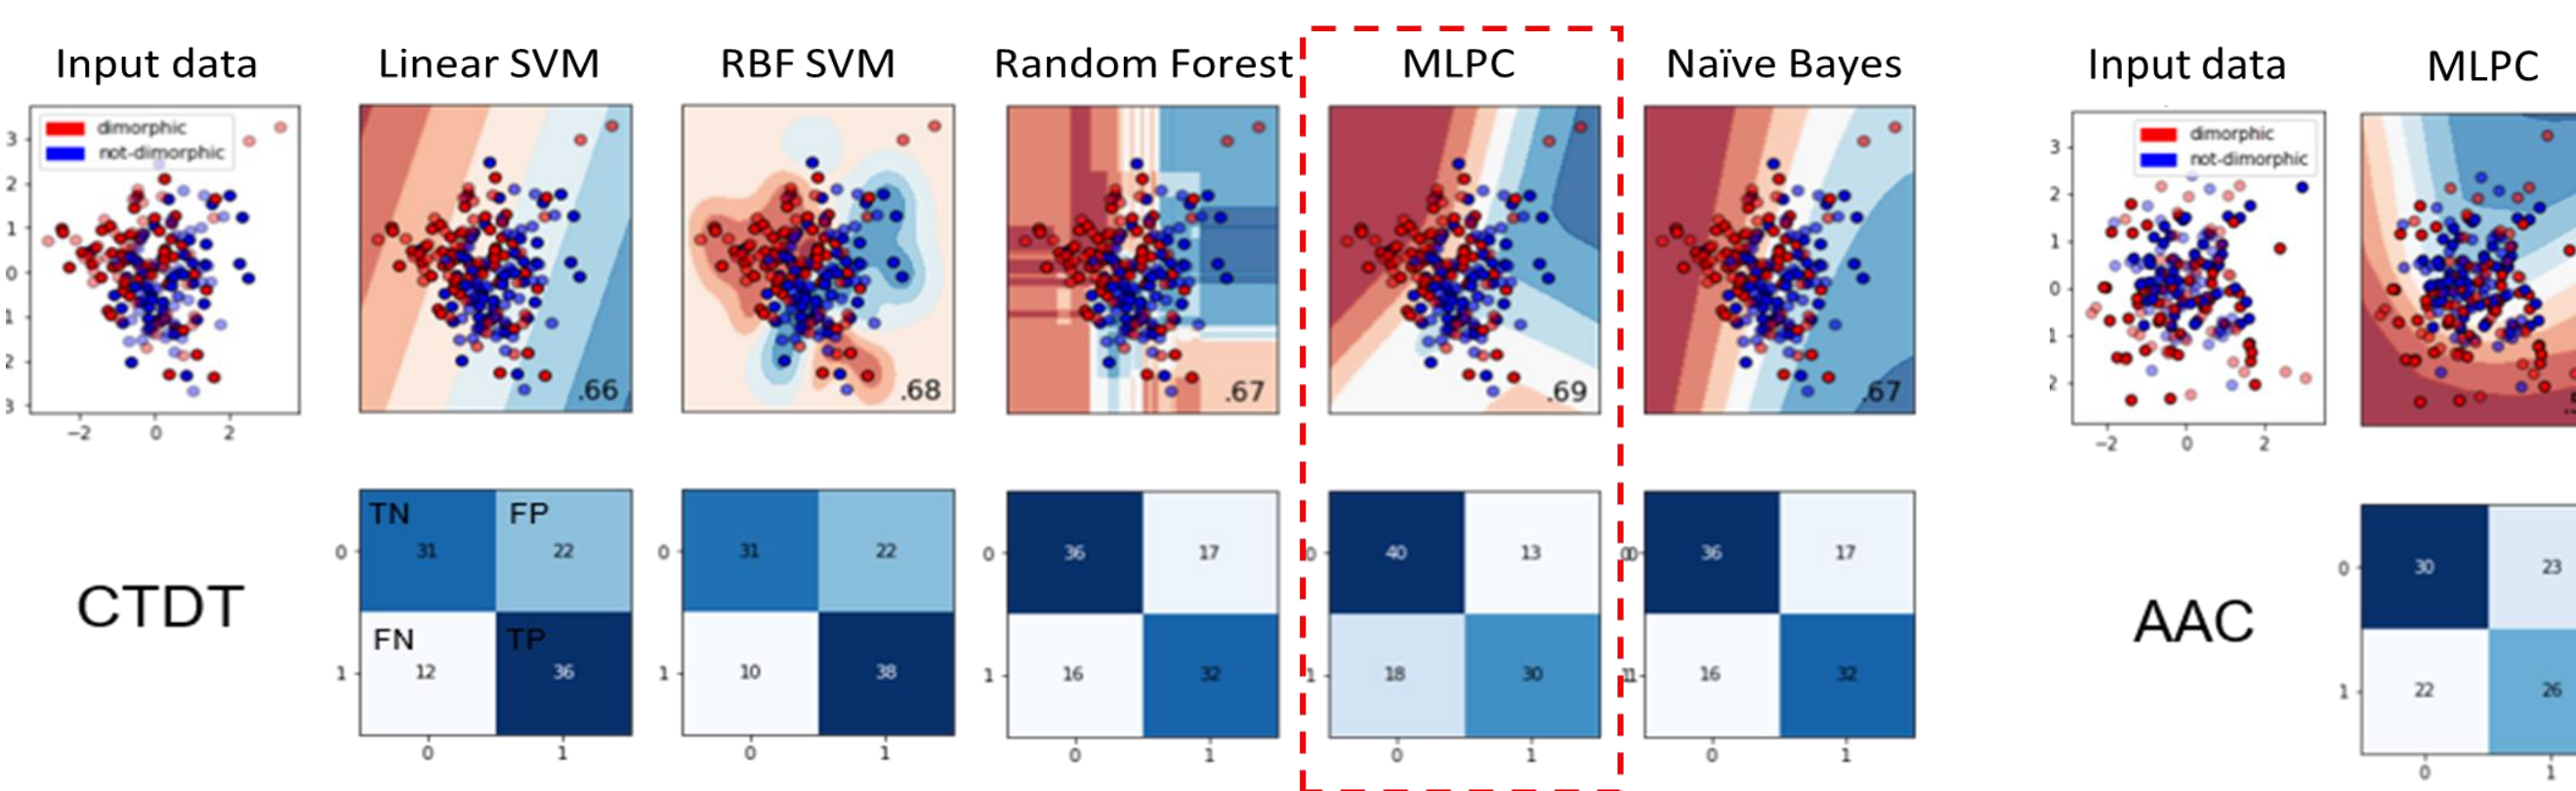 Input data
Linear SVM
RBF SVM
Random Forest
MLPC
Naïve Bayes
Input data
MLPC
dimorphic
not-dimorphic
3
2
1
0
1
2
3
−2 0 2
.66
.68
.67
.69
.67
dimorphic
not-dimorphic
3
2
1
0
1
2
−2 0 2
CTDT
TN FP
0 31 22
FN TP
1 12 36
0 1
0 31 22
1 10 38
0 1
0 36 17
1 16 32
0 1
0 40 13
1 18 30
0 1
0 36 17
1 16 32
0 1
AAC
0 30 23
1 22 26
0 1